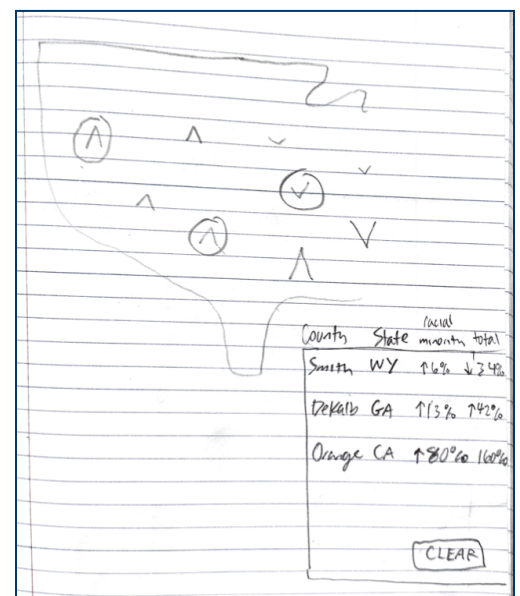 racial
County State minority total
Smith WY ↑6% ↓34%
DeKalb GA ↑13% ↑42%
Orange CA ↑80% 160%
CLEAR